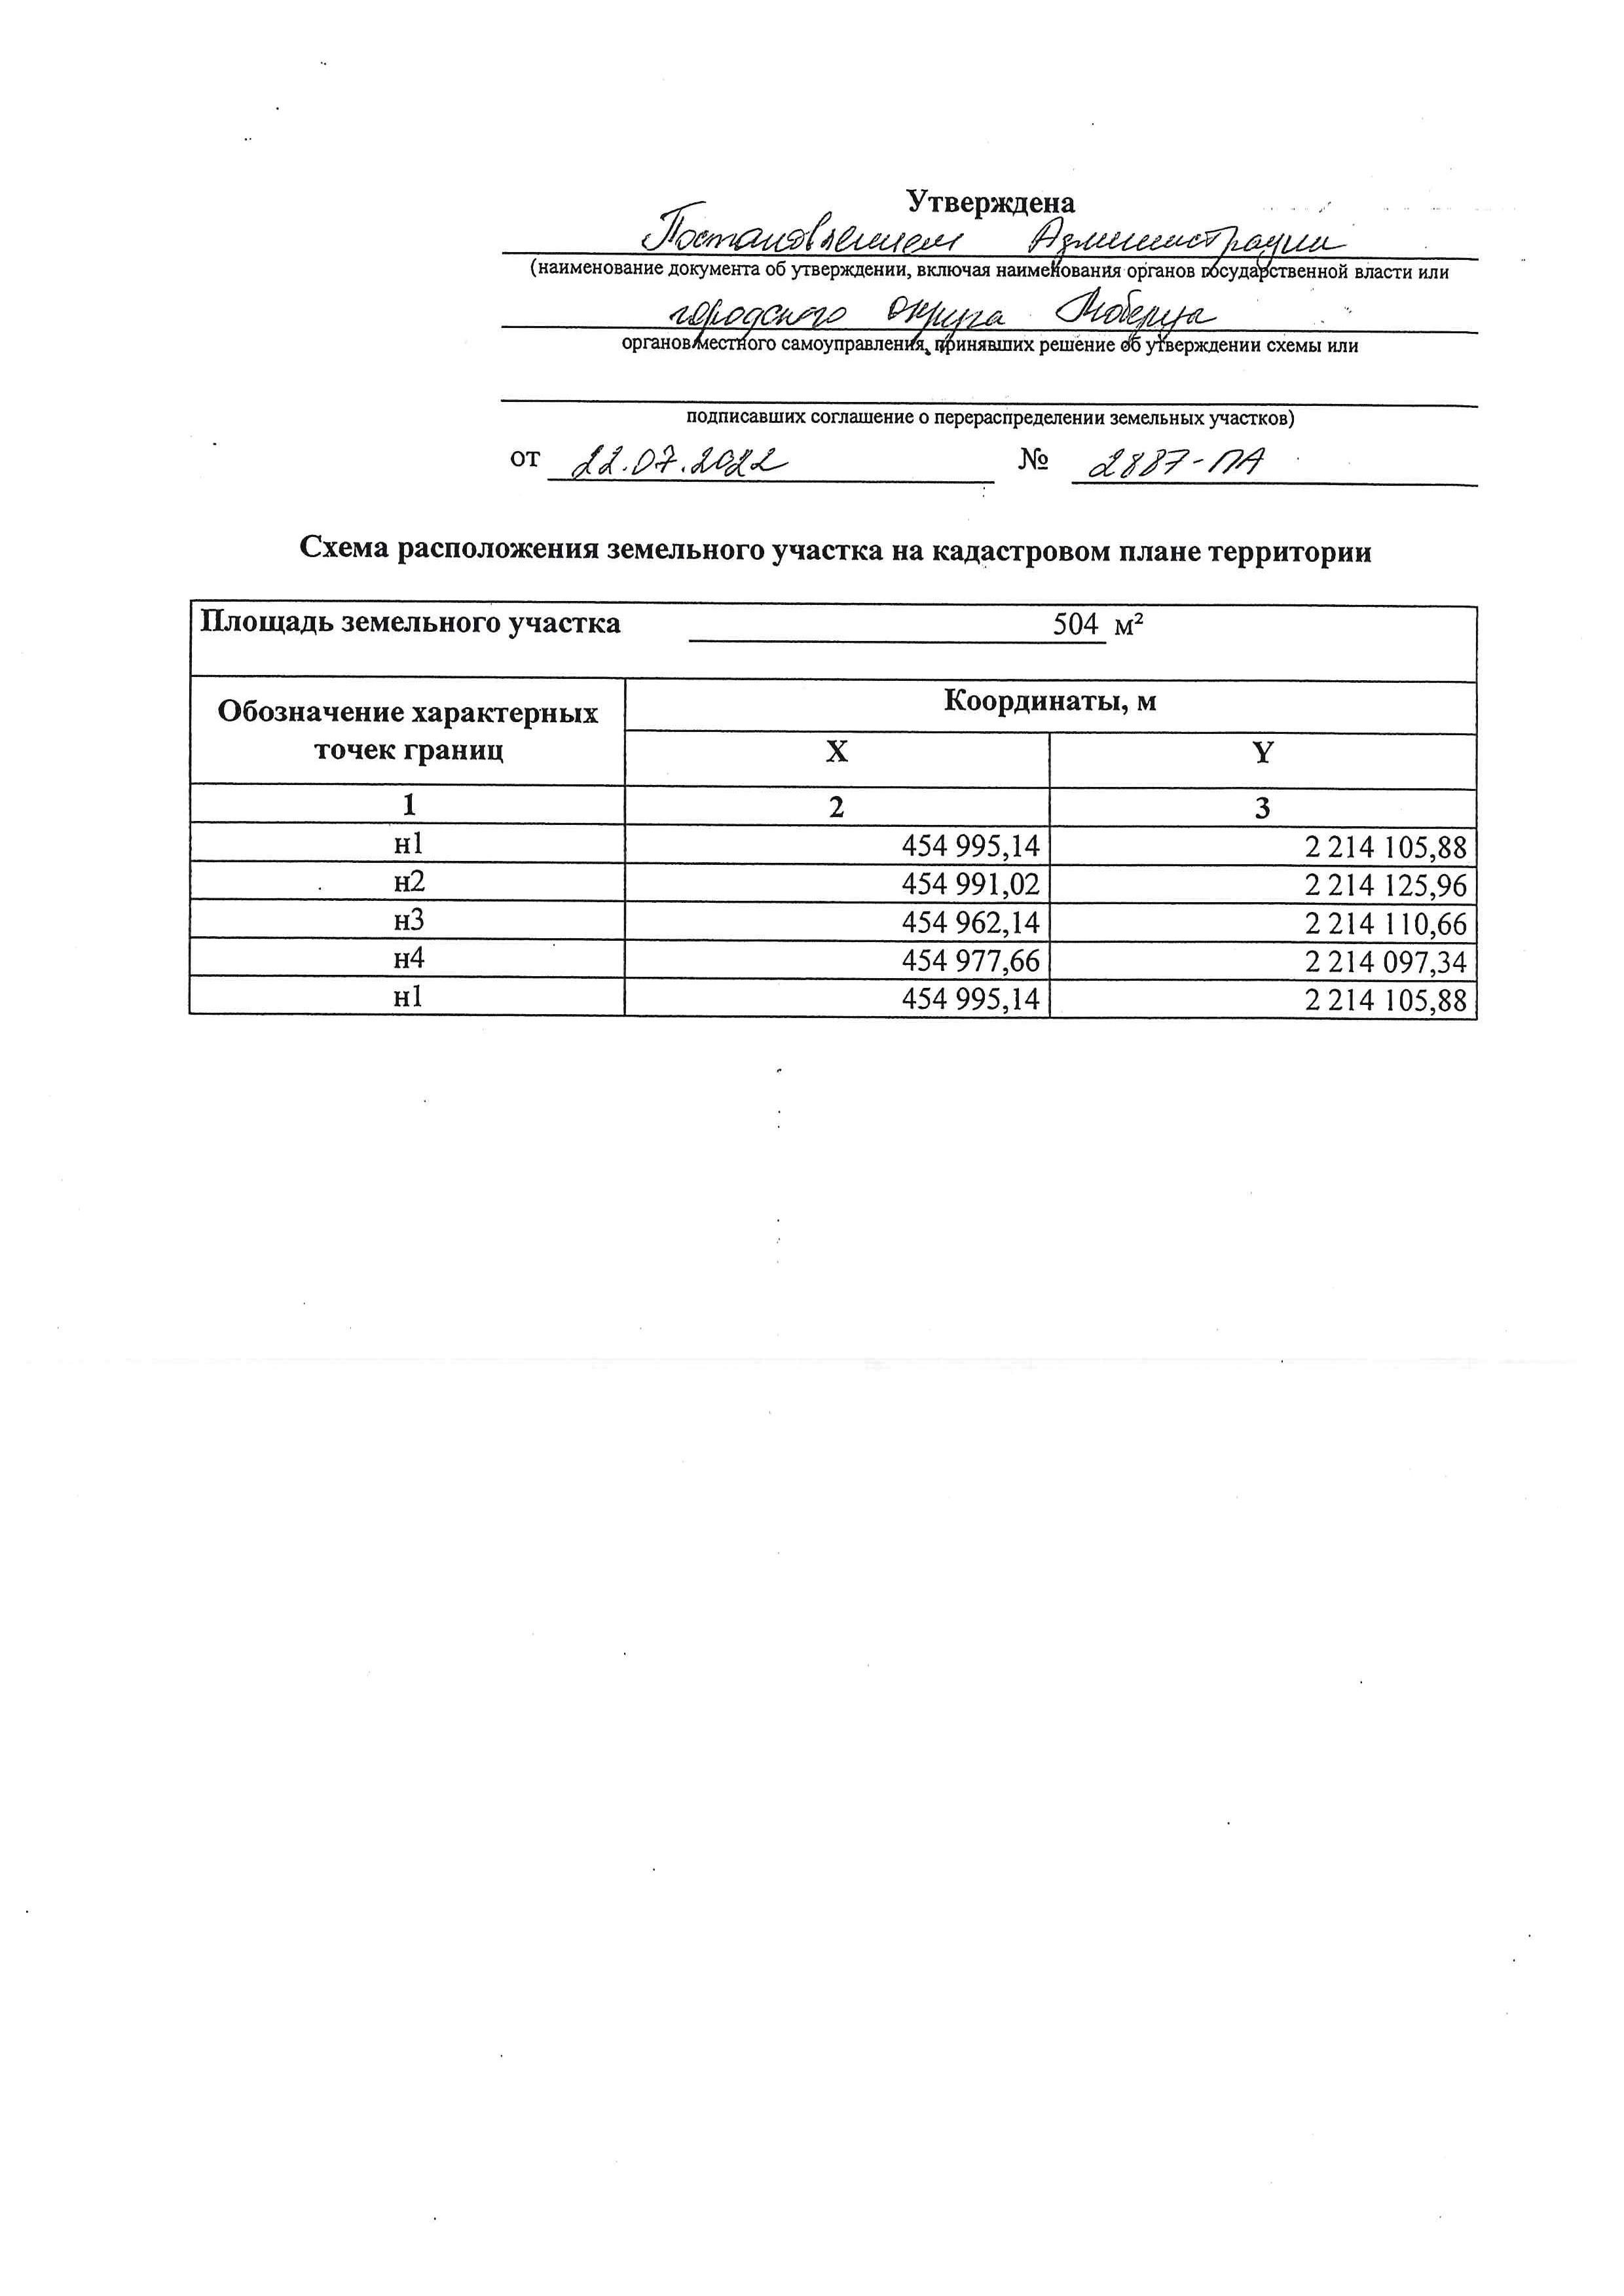 Утверждена
Постановлением Администрации
(наименование документа об утверждении, включая наименования органов государственной власти или
городского округа Люберцы
органов местного самоуправления, принявших решение об утверждении схемы или
подписавших соглашение о перераспределении земельных участков)
от 22.07.2022 № 2887-ПА
Схема расположения земельного участка на кадастровом плане территории
Площадь земельного участка 504 м²
Обозначение характерных точек границ
Координаты, м
X Y
1 2 3
н1 454 995,14 2 214 105,88
н2 454 991,02 2 214 125,96
н3 454 962,14 2 214 110,66
н4 454 977,66 2 214 097,34
н1 454 995,14 2 214 105,88